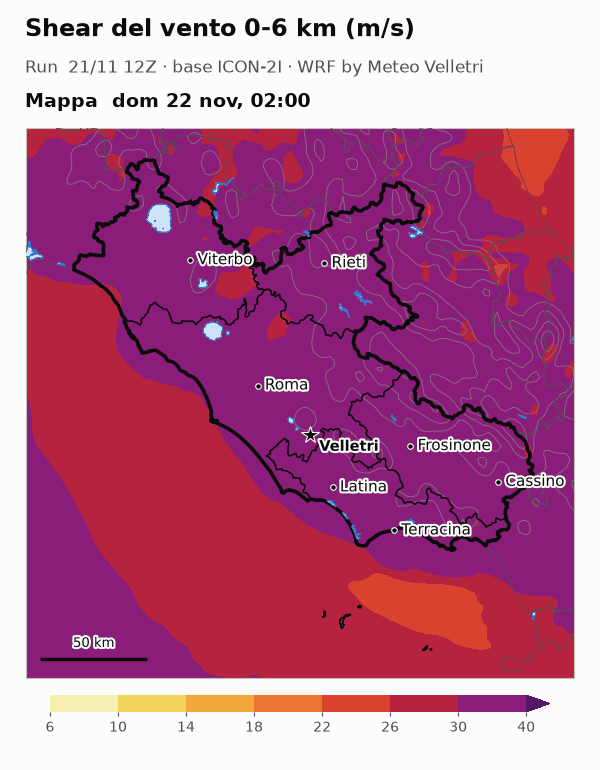 Shear del vento 0-6 km (m/s)
Run  21/11 12Z · base ICON-2I · WRF by Meteo Velletri
Mappa  dom 22 nov, 02:00
Viterbo
Rieti
Roma
Velletri
Frosinone
Latina
Cassino
Terracina
50 km
6 10 14 18 22 26 30 40